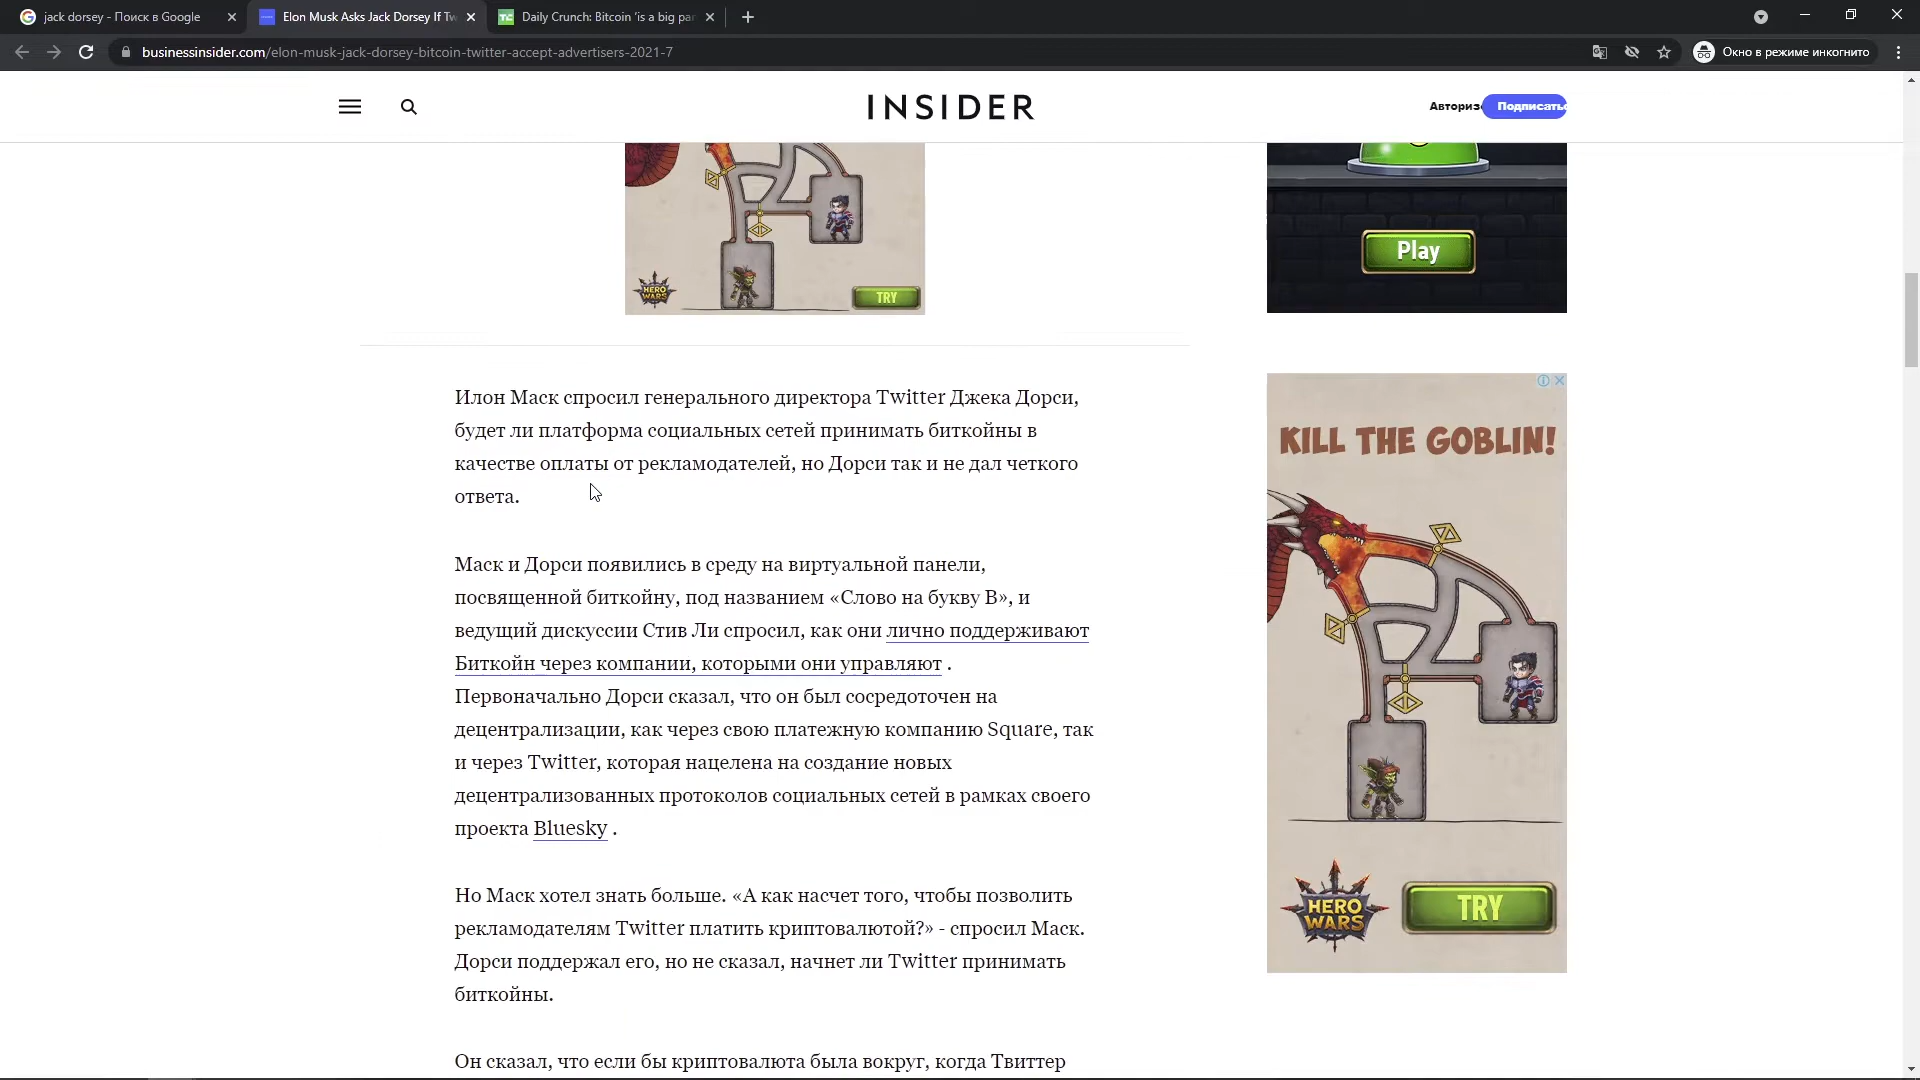 jack dorsey - Поиск в Google
Elon Musk Asks Jack Dorsey If Tw
Daily Crunch: Bitcoin ‘is a big par
businessinsider.com/elon-musk-jack-dorsey-bitcoin-twitter-accept-advertisers-2021-7
Окно в режиме инкогнито
INSIDER
Авториз
Подписатьс
HERO WARS
TRY
Play
Илон Маск спросил генерального директора Twitter Джека Дорси,
будет ли платформа социальных сетей принимать биткойны в
качестве оплаты от рекламодателей, но Дорси так и не дал четкого
ответа.
Маск и Дорси появились в среду на виртуальной панели,
посвященной биткойну, под названием «Слово на букву B», и
ведущий дискуссии Стив Ли спросил, как они лично поддерживают
Биткойн через компании, которыми они управляют .
Первоначально Дорси сказал, что он был сосредоточен на
децентрализации, как через свою платежную компанию Square, так
и через Twitter, которая нацелена на создание новых
децентрализованных протоколов социальных сетей в рамках своего
проекта Bluesky .
Но Маск хотел знать больше. «А как насчет того, чтобы позволить
рекламодателям Twitter платить криптовалютой?» - спросил Маск.
Дорси поддержал его, но не сказал, начнет ли Twitter принимать
биткойны.
Он сказал, что если бы криптовалюта была вокруг, когда Твиттер
KILL THE GOBLIN!
HERO
WARS
TRY